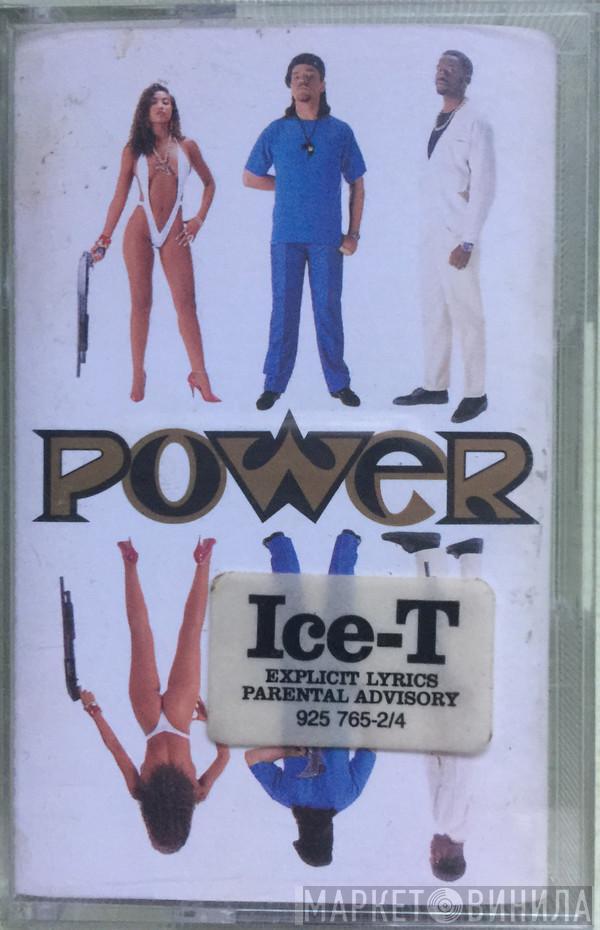 POWER
Ice-T
EXPLICIT LYRICS
PARENTAL ADVISORY
925 765-2/4
МАРКЕТ ВИНИЛА